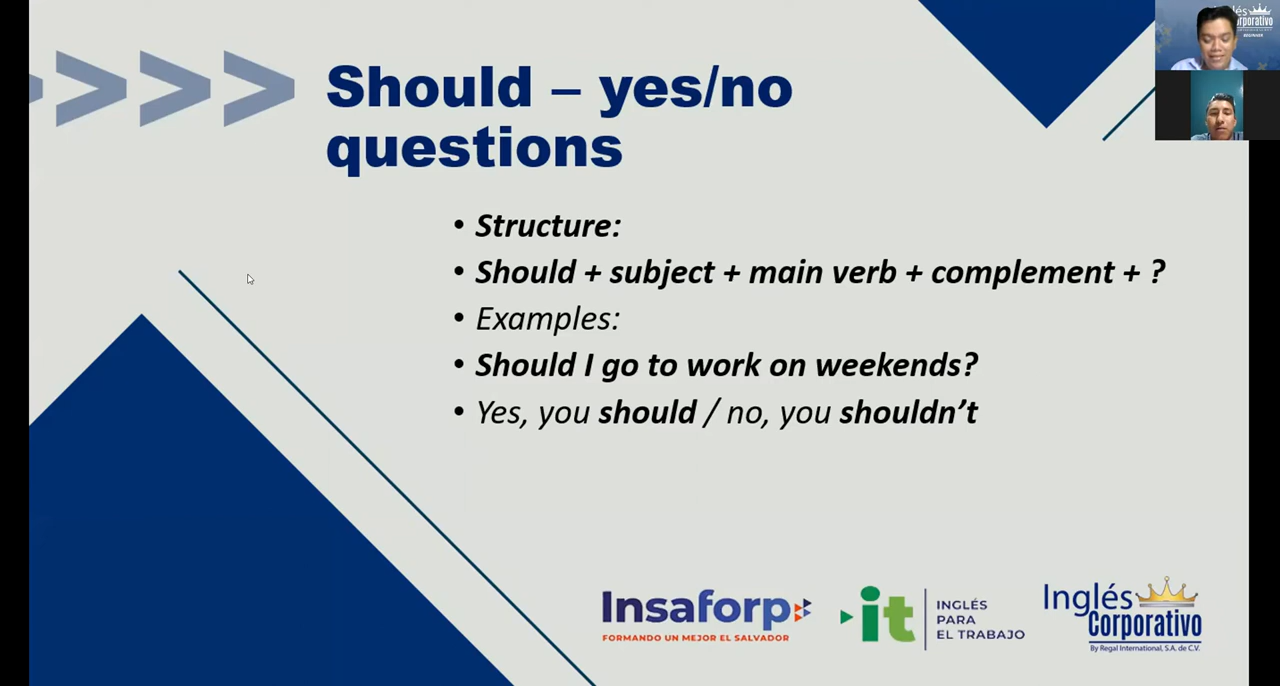 Should – yes/no
questions
• Structure:
• Should + subject + main verb + complement + ?
• Examples:
• Should I go to work on weekends?
• Yes, you should / no, you shouldn’t
Insaforp
FORMANDO UN MEJOR EL SALVADOR
it
INGLÉS
PARA
EL TRABAJO
Inglés
Corporativo
By Regal International, S.A. de C.V.
Inglés
Corporativo